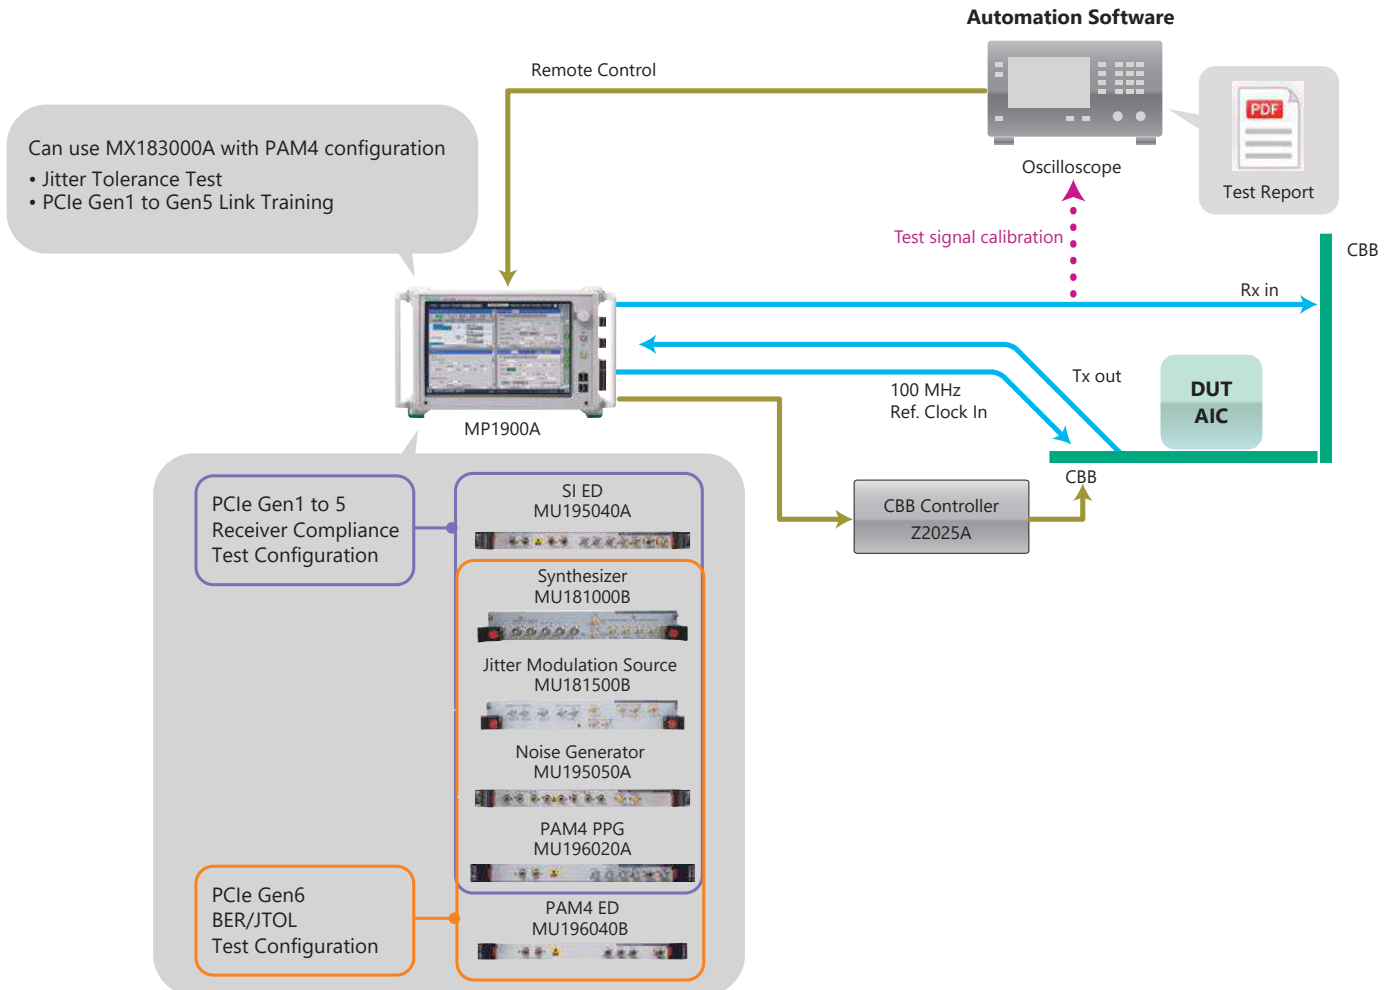 Automation Software
Remote Control
PDF
Can use MX183000A with PAM4 configuration
• Jitter Tolerance Test
• PCIe Gen1 to Gen5 Link Training
Oscilloscope
Test Report
Test signal calibration
CBB
Rx in
Tx out
100 MHz
Ref. Clock In
DUT
AIC
MP1900A
CBB
CBB Controller
Z2025A
PCIe Gen1 to 5
Receiver Compliance
Test Configuration
SI ED
MU195040A
Synthesizer
MU181000B
Jitter Modulation Source
MU181500B
Noise Generator
MU195050A
PAM4 PPG
MU196020A
PCIe Gen6
BER/JTOL
Test Configuration
PAM4 ED
MU196040B